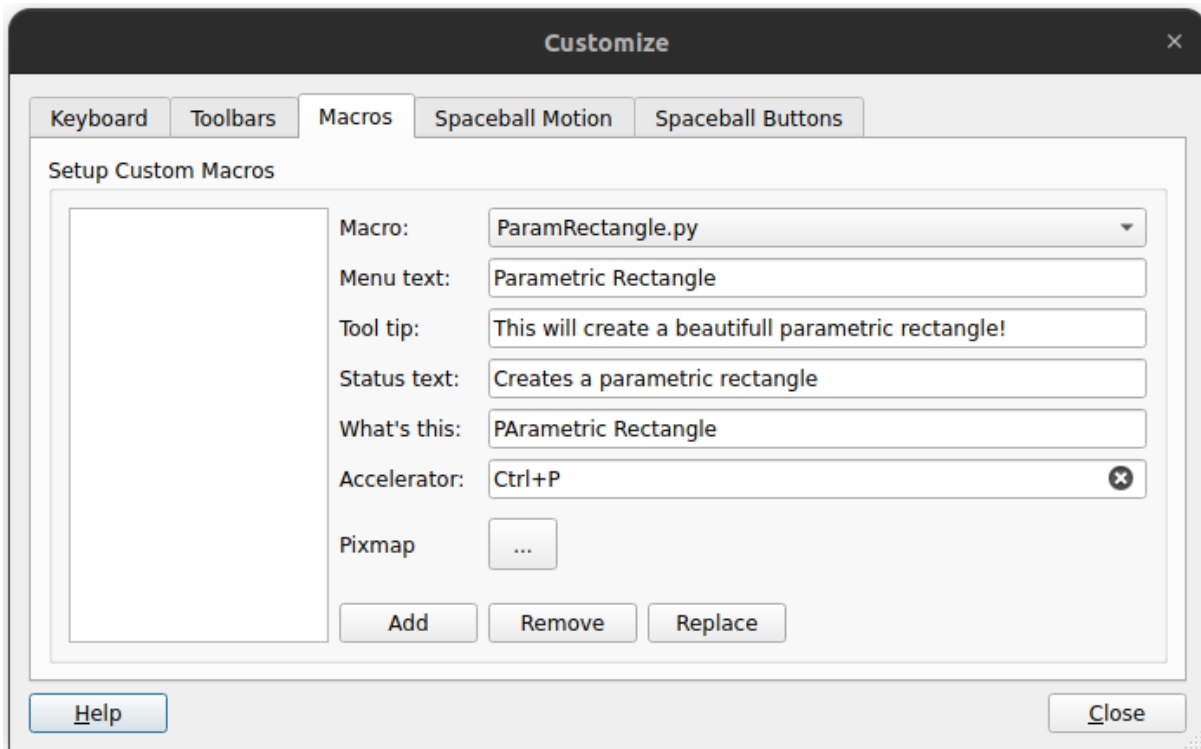 Customize
Keyboard Toolbars Macros Spaceball Motion Spaceball Buttons
Setup Custom Macros
Macro: ParamRectangle.py
Menu text: Parametric Rectangle
Tool tip: This will create a beautifull parametric rectangle!
Status text: Creates a parametric rectangle
What's this: PArametric Rectangle
Accelerator: Ctrl+P
Pixmap ...
Add Remove Replace
Help Close